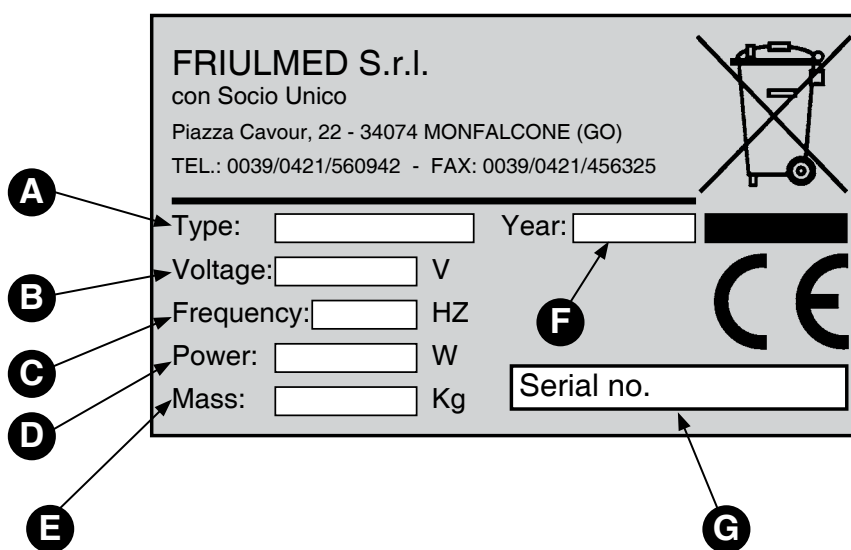 FRIULMED S.r.l.
con Socio Unico
Piazza Cavour, 22 - 34074 MONFALCONE (GO)
TEL.: 0039/0421/560942 - FAX: 0039/0421/456325
A
Type: Year:
B
Voltage: V
C
Frequency: HZ
F
CE
D
Power: W
E
Mass: Kg
Serial no.
G